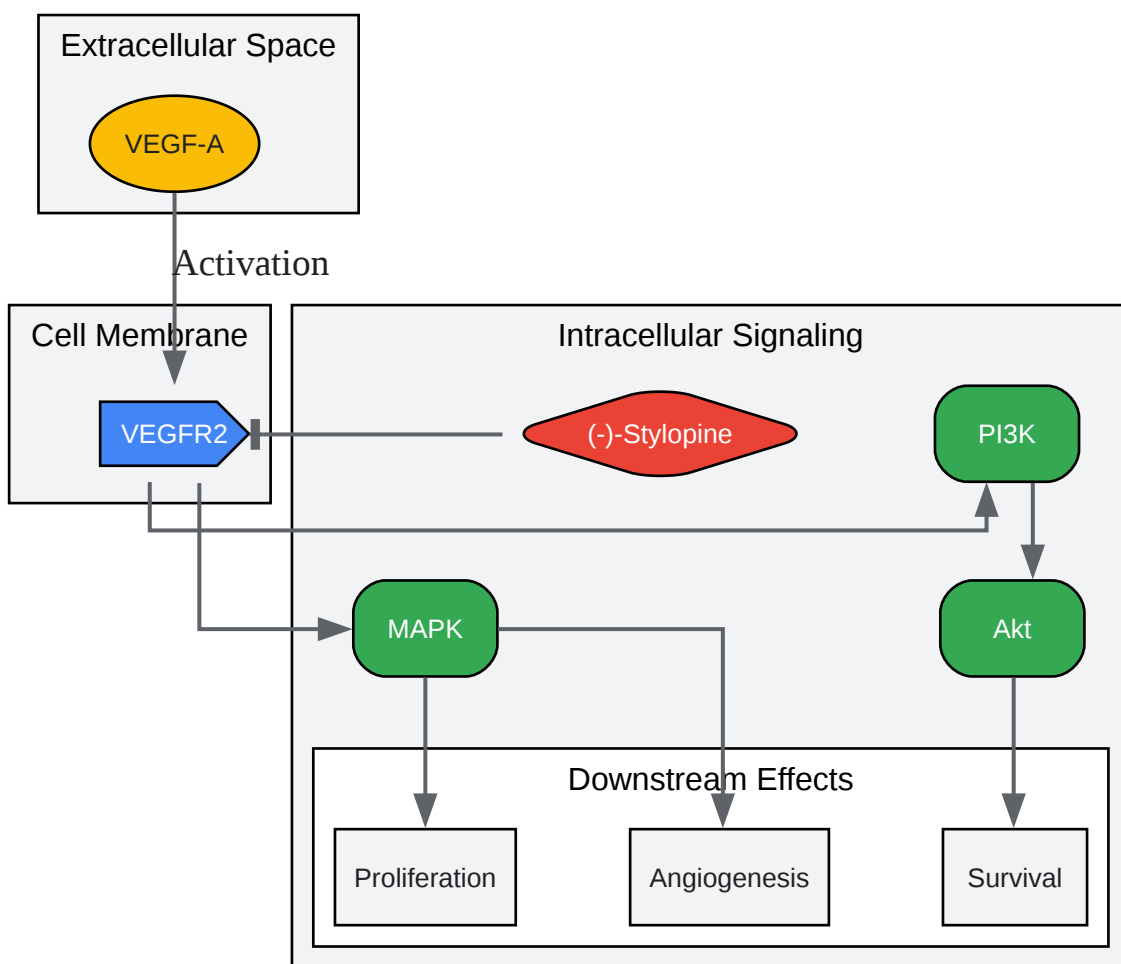 Extracellular Space
VEGF-A
Activation
Cell Membrane
Intracellular Signaling
VEGFR2
(-)-Stylopine
PI3K
MAPK
Akt
Downstream Effects
Proliferation
Angiogenesis
Survival